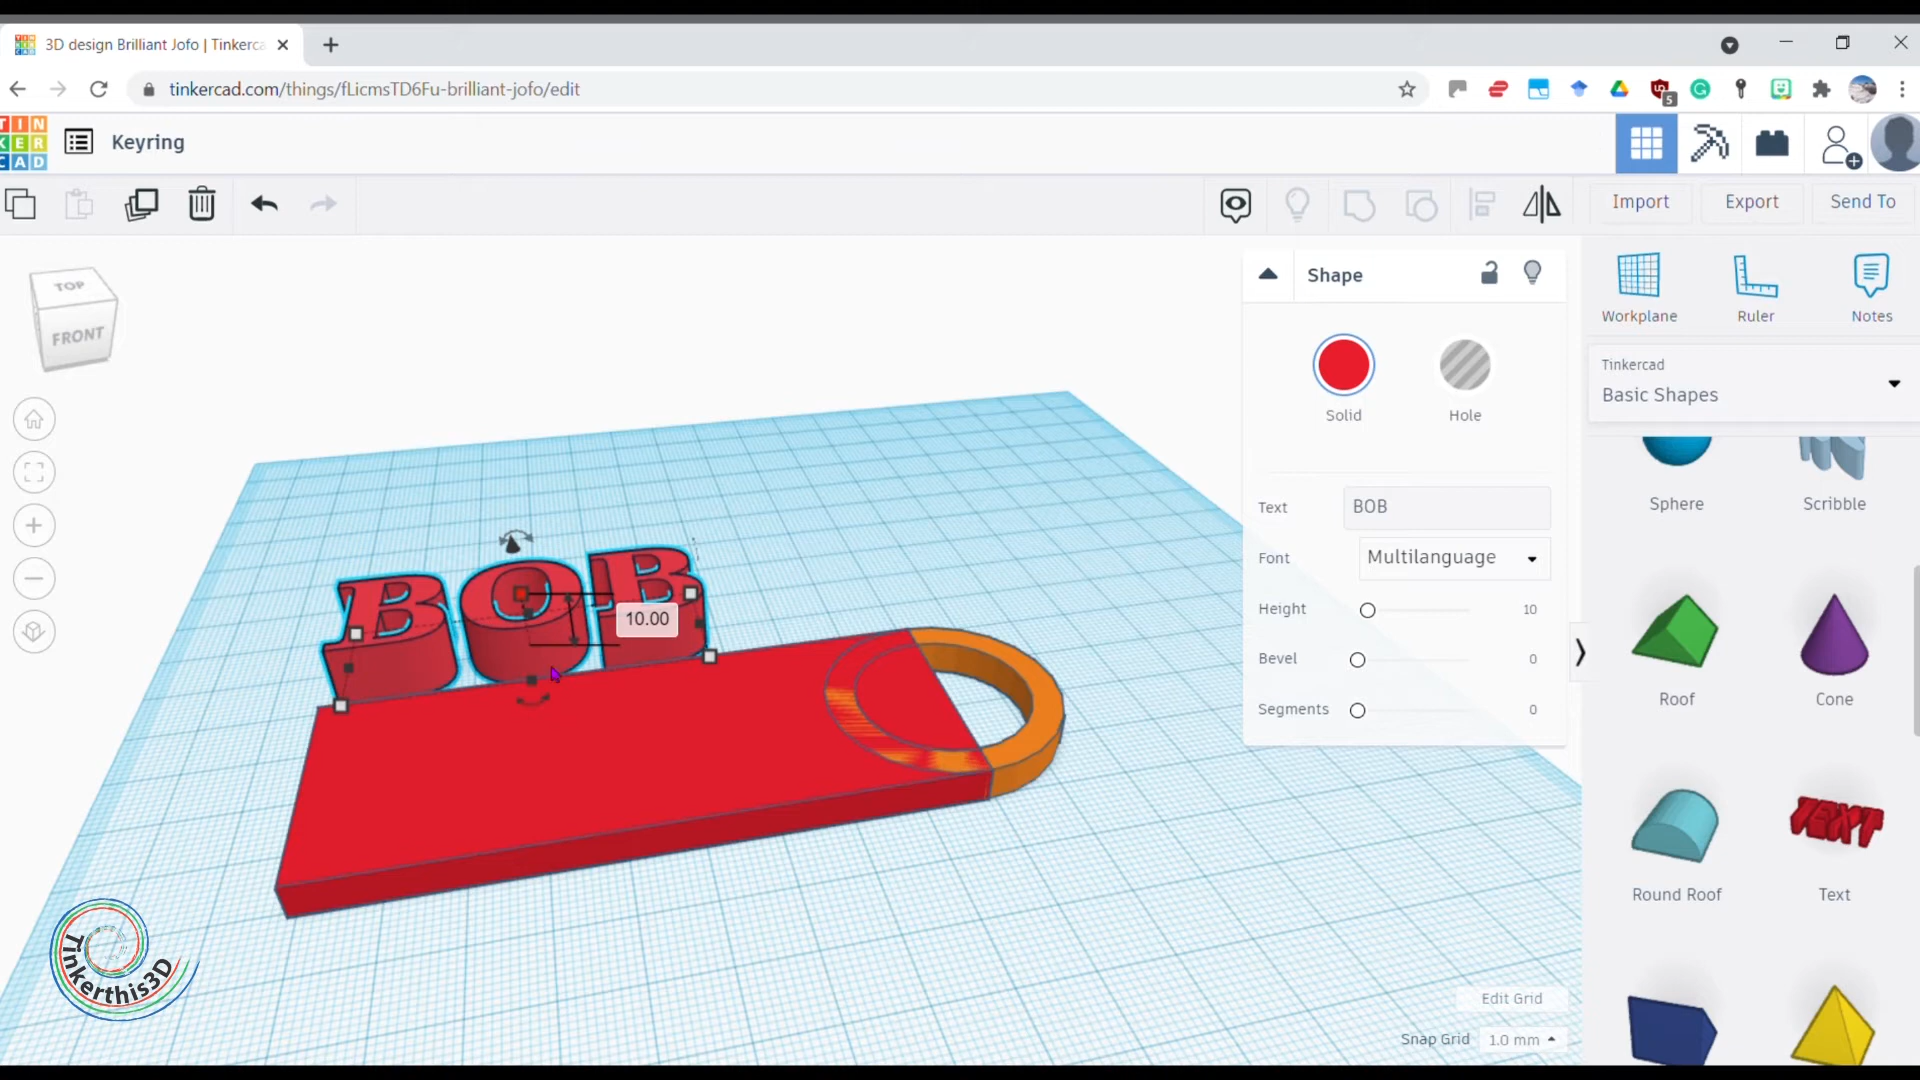 3D design Brilliant Jofo | Tinkerca
tinkercad.com/things/fLicmsTD6Fu-brilliant-jofo/edit
5
TIN
KER
CAD
Keyring
Import
Export
Send To
TOP
FRONT
Shape
Solid
Hole
Text
BOB
Font
Multilanguage
Height
10
Bevel
0
Segments
0
Workplane
Ruler
Notes
Tinkercad
Basic Shapes
Sphere
Scribble
Roof
Cone
Round Roof
TEXT
Text
BOB
10.00
Tinkerthis3D
Edit Grid
Snap Grid
1.0 mm